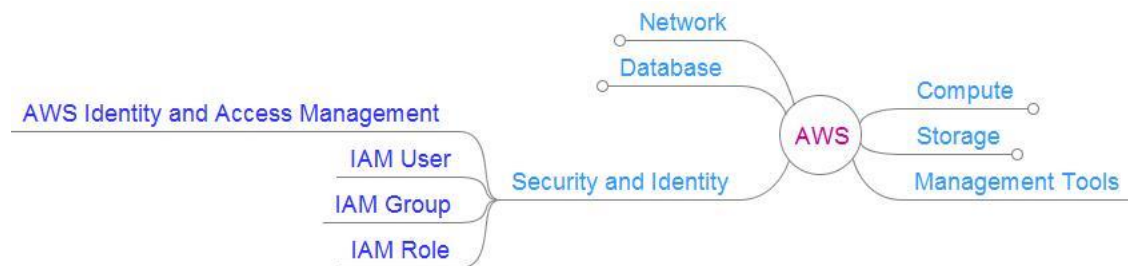 Network
Database
AWS Identity and Access Management
IAM User
IAM Group
IAM Role
Security and Identity
AWS
Compute
Storage
Management Tools